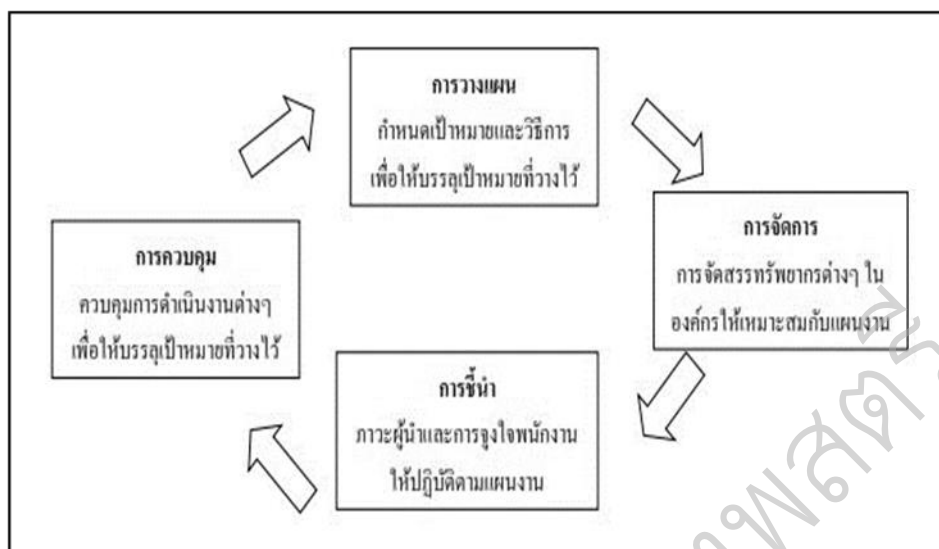 การวางแผน
กำหนดเป้าหมายและวิธีการ
เพื่อให้บรรลุเป้าหมายที่วางไว้
การจัดการ
การจัดสรรทรัพยากรต่างๆ ใน
องค์กรให้เหมาะสมกับแผนงาน
การชี้นำ
ภาวะผู้นำและการจูงใจพนักงาน
ให้ปฏิบัติตามแผนงาน
การควบคุม
ควบคุมการดำเนินงานต่างๆ
เพื่อให้บรรลุเป้าหมายที่วางไว้